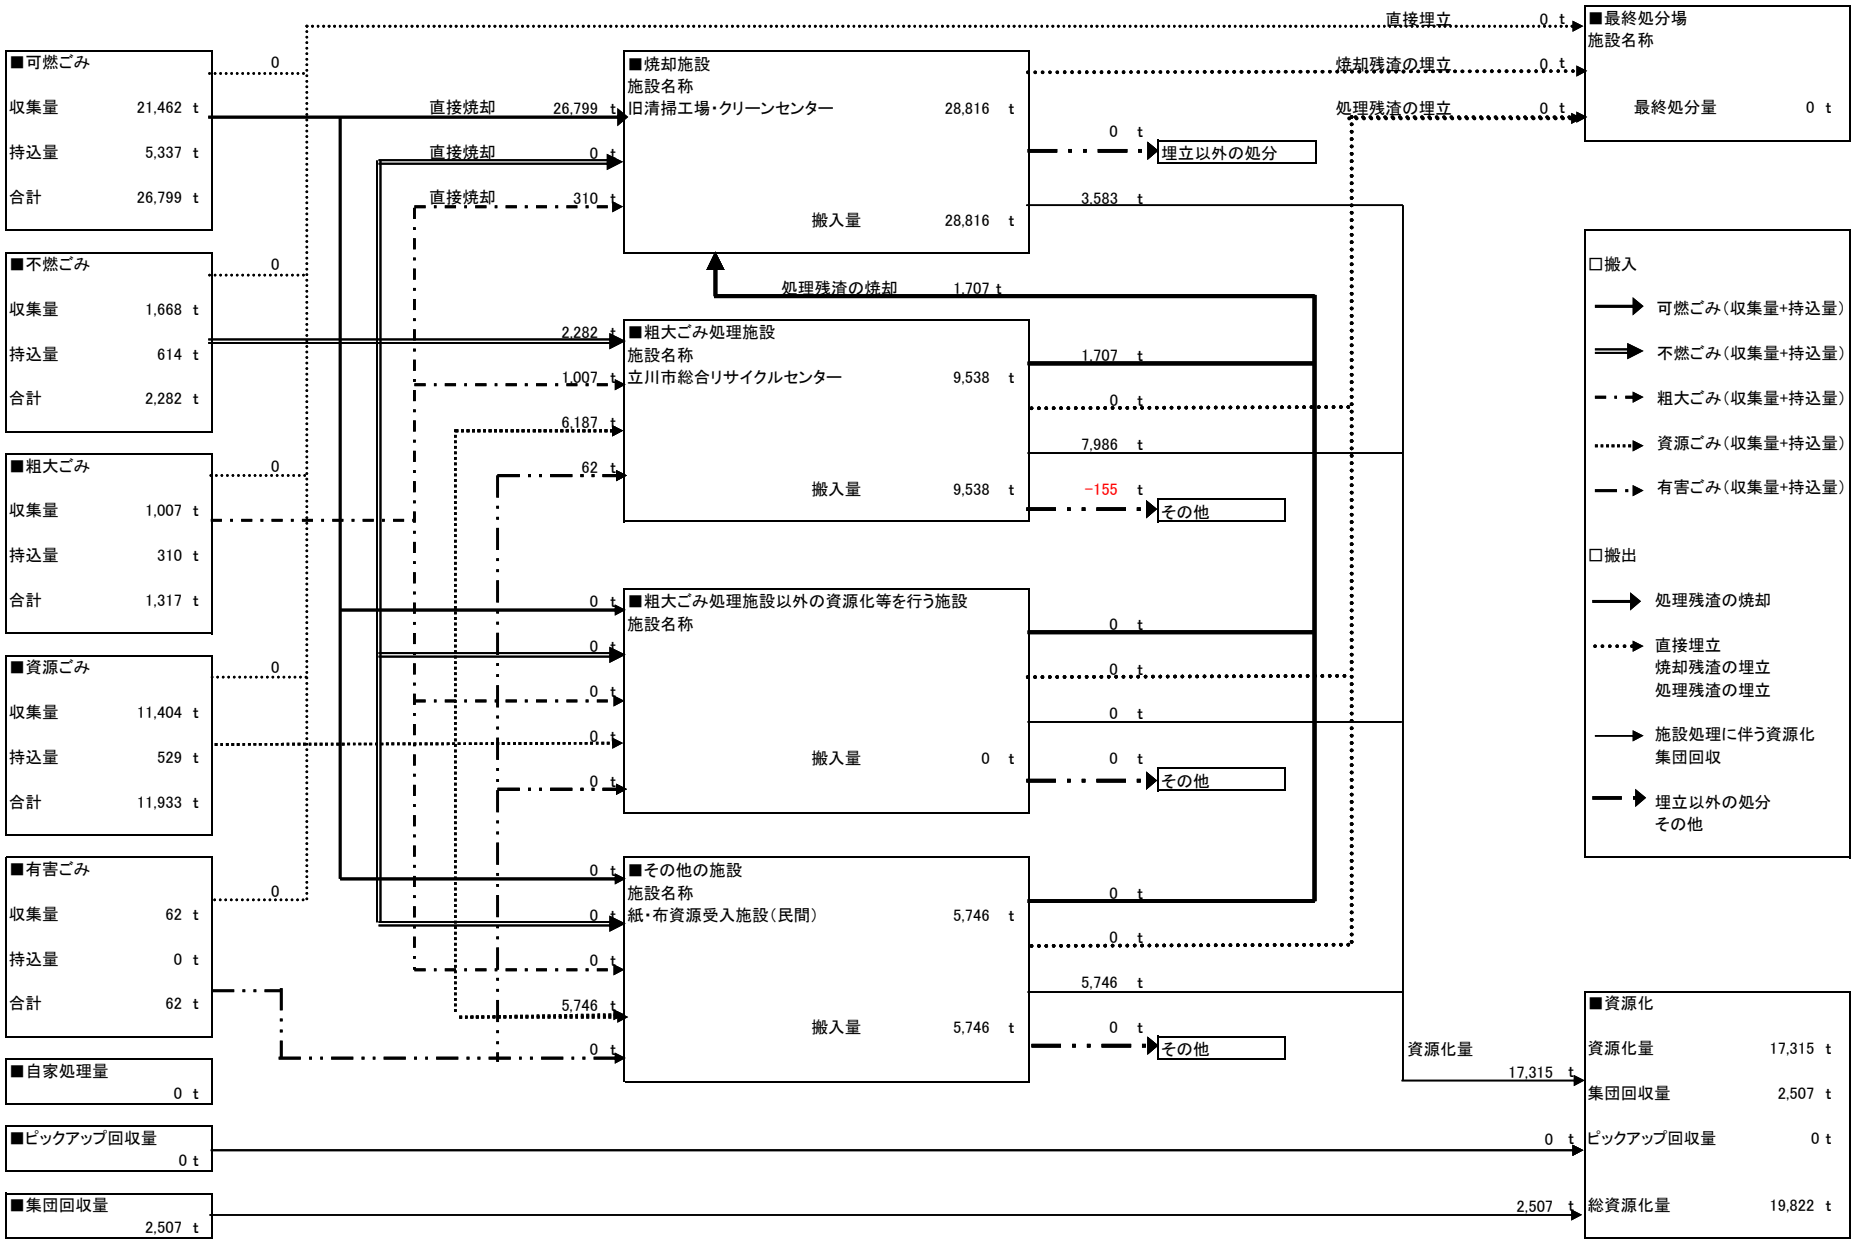 ■可燃ごみ
0
収集量 21,462 t
持込量 5,337 t
合計 26,799 t
■不燃ごみ
0
収集量 1,668 t
持込量 614 t
合計 2,282 t
■粗大ごみ
0
収集量 1,007 t
持込量 310 t
合計 1,317 t
■資源ごみ
0
収集量 11,404 t
持込量 529 t
合計 11,933 t
■有害ごみ
0
収集量 62 t
持込量 0 t
合計 62 t
■自家処理量
0 t
■ピックアップ回収量
0 t
■集団回収量
2,507 t
直接焼却 26,799 t
直接焼却 0 t
直接焼却 310 t
■焼却施設
施設名称
旧清掃工場・クリーンセンター 28,816 t
搬入量 28,816 t
処理残渣の焼却 1,707 t
2,282 t
1,007 t
6,187 t
62 t
■粗大ごみ処理施設
施設名称
立川市総合リサイクルセンター 9,538 t
搬入量 9,538 t
0 t
0 t
0 t
0 t
0 t
■粗大ごみ処理施設以外の資源化等を行う施設
施設名称
搬入量 0 t
0 t
0 t
0 t
5,746 t
0 t
■その他の施設
施設名称
紙・布資源受入施設(民間) 5,746 t
搬入量 5,746 t
直接埋立 0 t
焼却残渣の埋立 0 t
処理残渣の埋立 0 t
0 t
埋立以外の処分
3,583 t
1,707 t
0 t
7,986 t
-155 t
その他
0 t
0 t
0 t
0 t
その他
0 t
0 t
5,746 t
0 t
その他
資源化量
17,315 t
0 t
2,507 t
■最終処分場
施設名称
最終処分量 0 t
□搬入
可燃ごみ(収集量+持込量)
不燃ごみ(収集量+持込量)
粗大ごみ(収集量+持込量)
資源ごみ(収集量+持込量)
有害ごみ(収集量+持込量)
□搬出
処理残渣の焼却
直接埋立
焼却残渣の埋立
処理残渣の埋立
施設処理に伴う資源化
集団回収
埋立以外の処分
その他
■資源化
資源化量 17,315 t
集団回収量 2,507 t
ピックアップ回収量 0 t
総資源化量 19,822 t